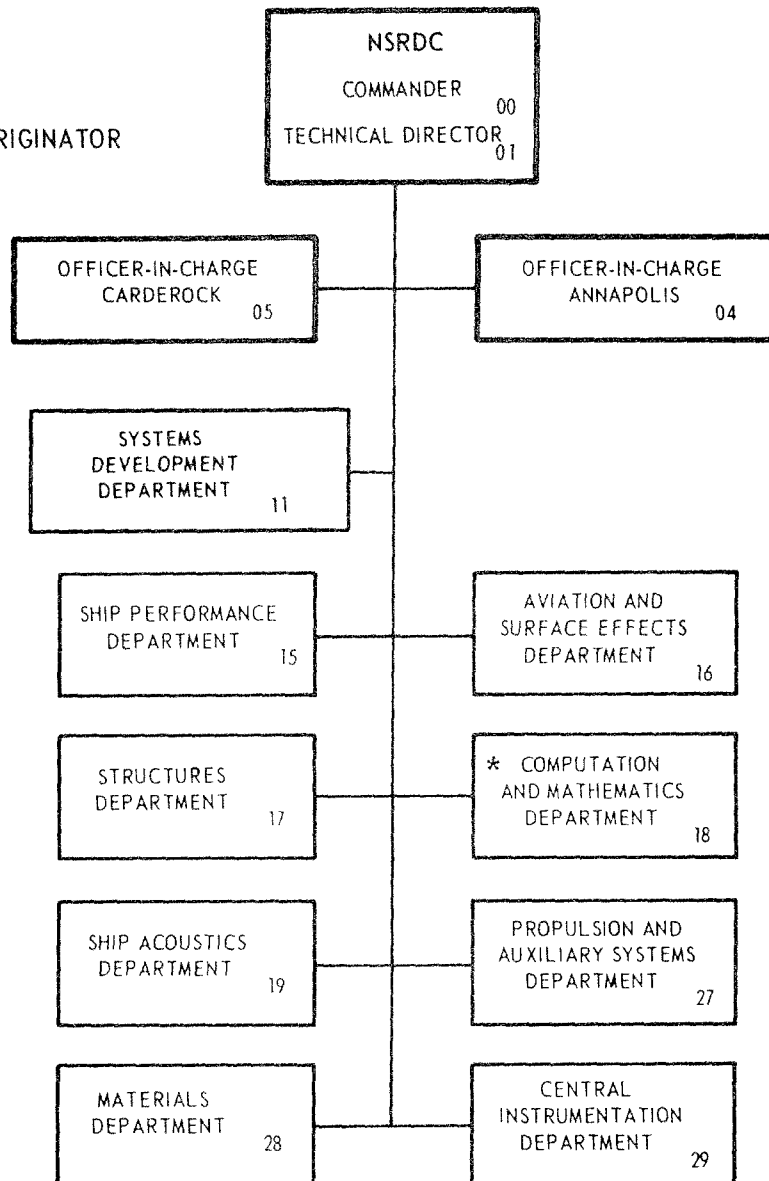 NSRDC
COMMANDER
00
TECHNICAL DIRECTOR
01
RIGINATOR
OFFICER-IN-CHARGE
CARDEROCK
05
OFFICER-IN-CHARGE
ANNAPOLIS
04
SYSTEMS
DEVELOPMENT
DEPARTMENT
11
SHIP PERFORMANCE
DEPARTMENT
15
AVIATION AND
SURFACE EFFECTS
DEPARTMENT
16
STRUCTURES
DEPARTMENT
17
* COMPUTATION
AND MATHEMATICS
DEPARTMENT
18
SHIP ACOUSTICS
DEPARTMENT
19
PROPULSION AND
AUXILIARY SYSTEMS
DEPARTMENT
27
MATERIALS
DEPARTMENT
28
CENTRAL
INSTRUMENTATION
DEPARTMENT
29